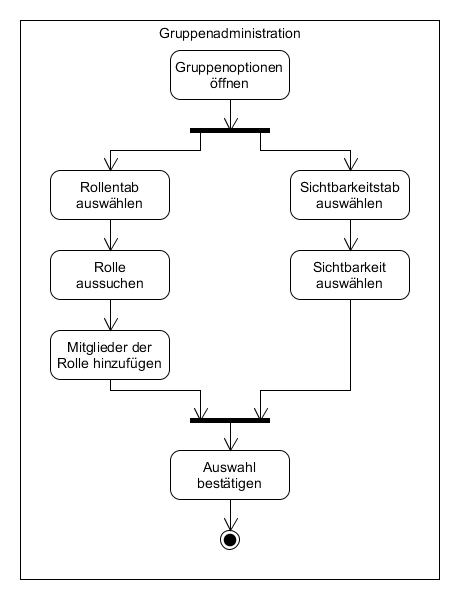 Gruppenadministration
Gruppenoptionen
öffnen
Rollentab
auswählen
Sichtbarkeitstab
auswählen
Rolle
aussuchen
Sichtbarkeit
auswählen
Mitglieder der
Rolle hinzufügen
Auswahl
bestätigen